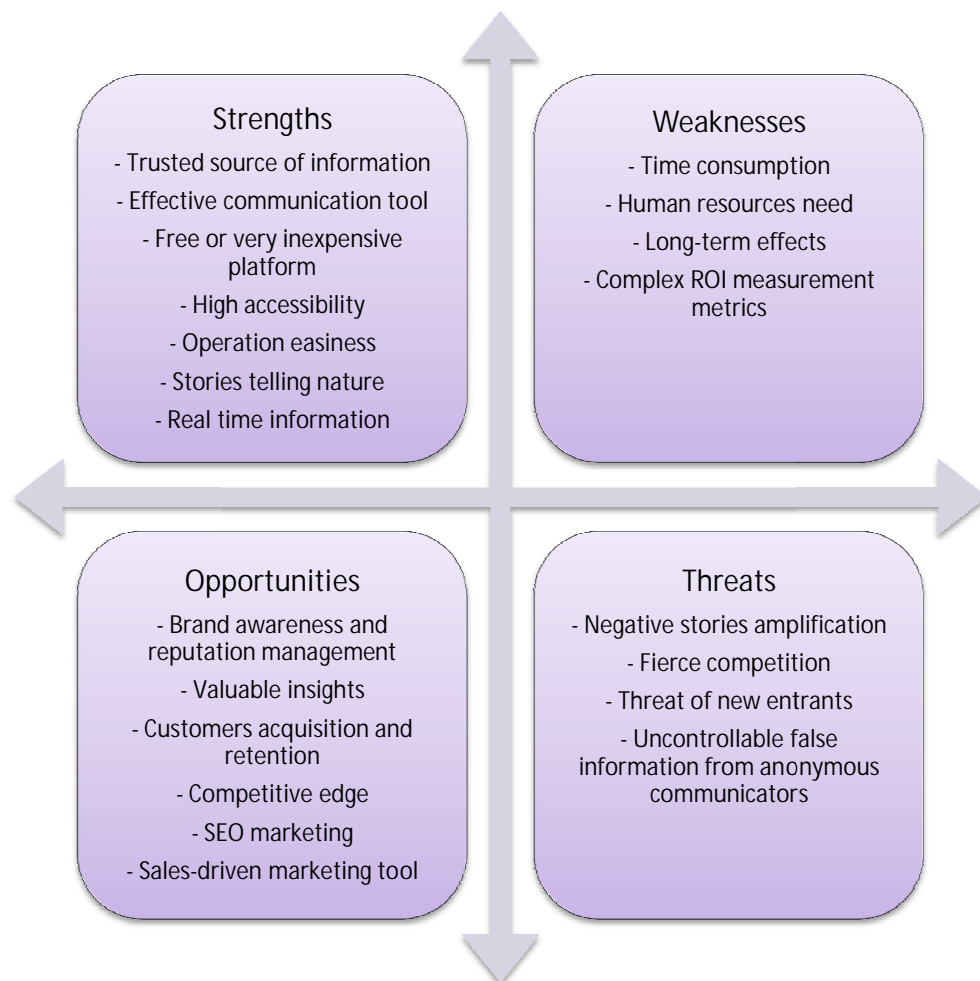 Strengths
- Trusted source of information
- Effective communication tool
- Free or very inexpensive
platform
- High accessibility
- Operation easiness
- Stories telling nature
- Real time information
Weaknesses
- Time consumption
- Human resources need
- Long-term effects
- Complex ROI measurement
metrics
Opportunities
- Brand awareness and
reputation management
- Valuable insights
- Customers acquisition and
retention
- Competitive edge
- SEO marketing
- Sales-driven marketing tool
Threats
- Negative stories amplification
- Fierce competition
- Threat of new entrants
- Uncontrollable false
information from anonymous
communicators